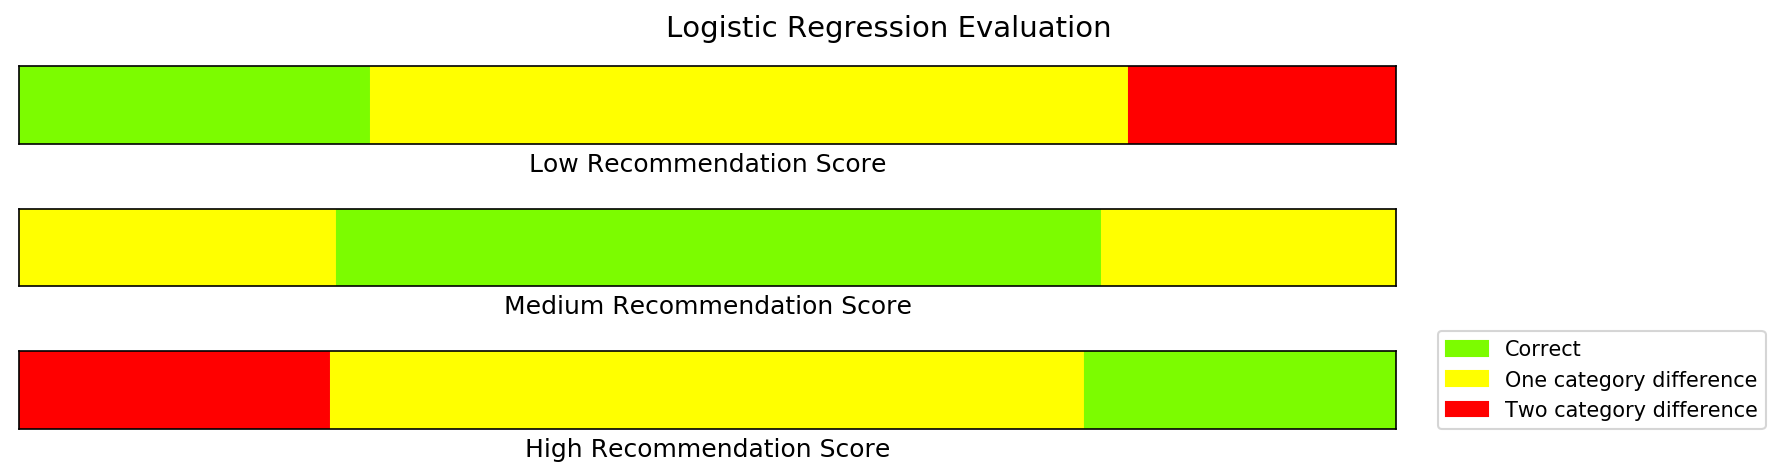 Logistic Regression Evaluation
Low Recommendation Score
Medium Recommendation Score
High Recommendation Score
Correct
One category difference
Two category difference